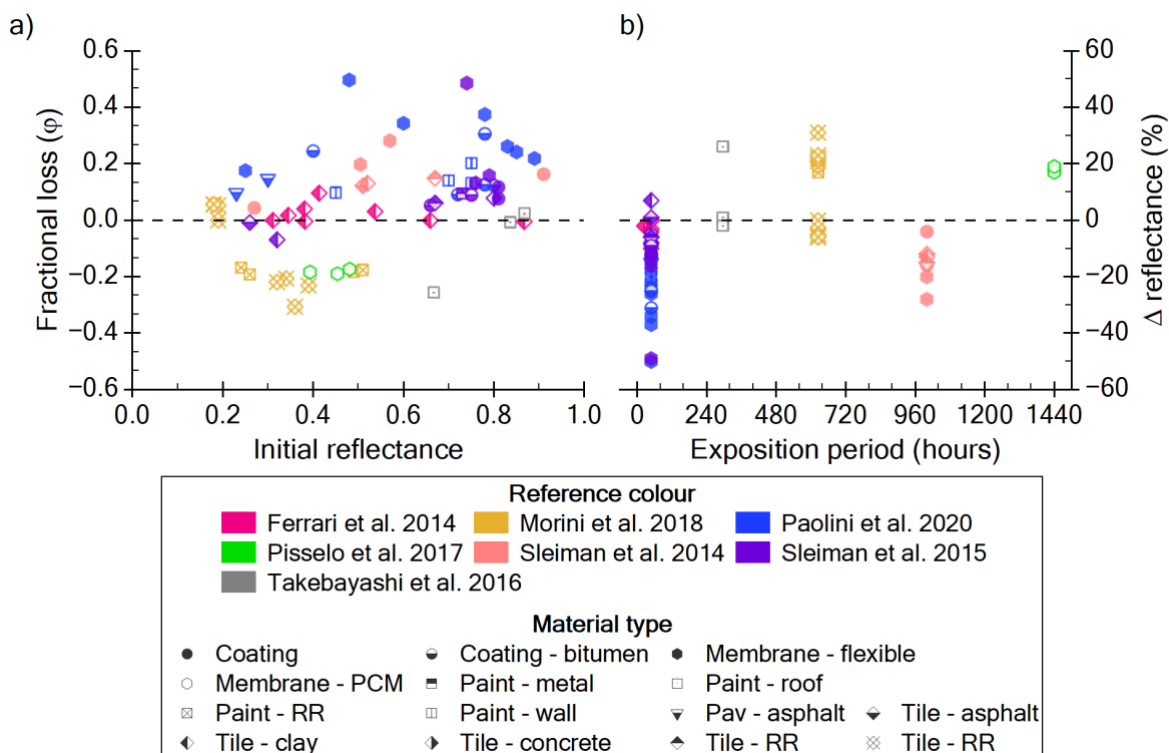 a)
b)
0.6
0.4
0.2
0.0
−0.2
−0.4
−0.6
Fractional loss (φ)
0.0 0.2 0.4 0.6 0.8 1.0
Initial reflectance
60
40
20
0
−20
−40
−60
Δ reflectance (%)
0 240 480 720 960 1200 1440
Exposition period (hours)
Reference colour
Ferrari et al. 2014 Morini et al. 2018 Paolini et al. 2020
Pisselo et al. 2017 Sleiman et al. 2014 Sleiman et al. 2015
Takebayashi et al. 2016
Material type
Coating Coating - bitumen Membrane - flexible
Membrane - PCM Paint - metal Paint - roof
Paint - RR Paint - wall Pav - asphalt Tile - asphalt
Tile - clay Tile - concrete Tile - RR Tile - RR